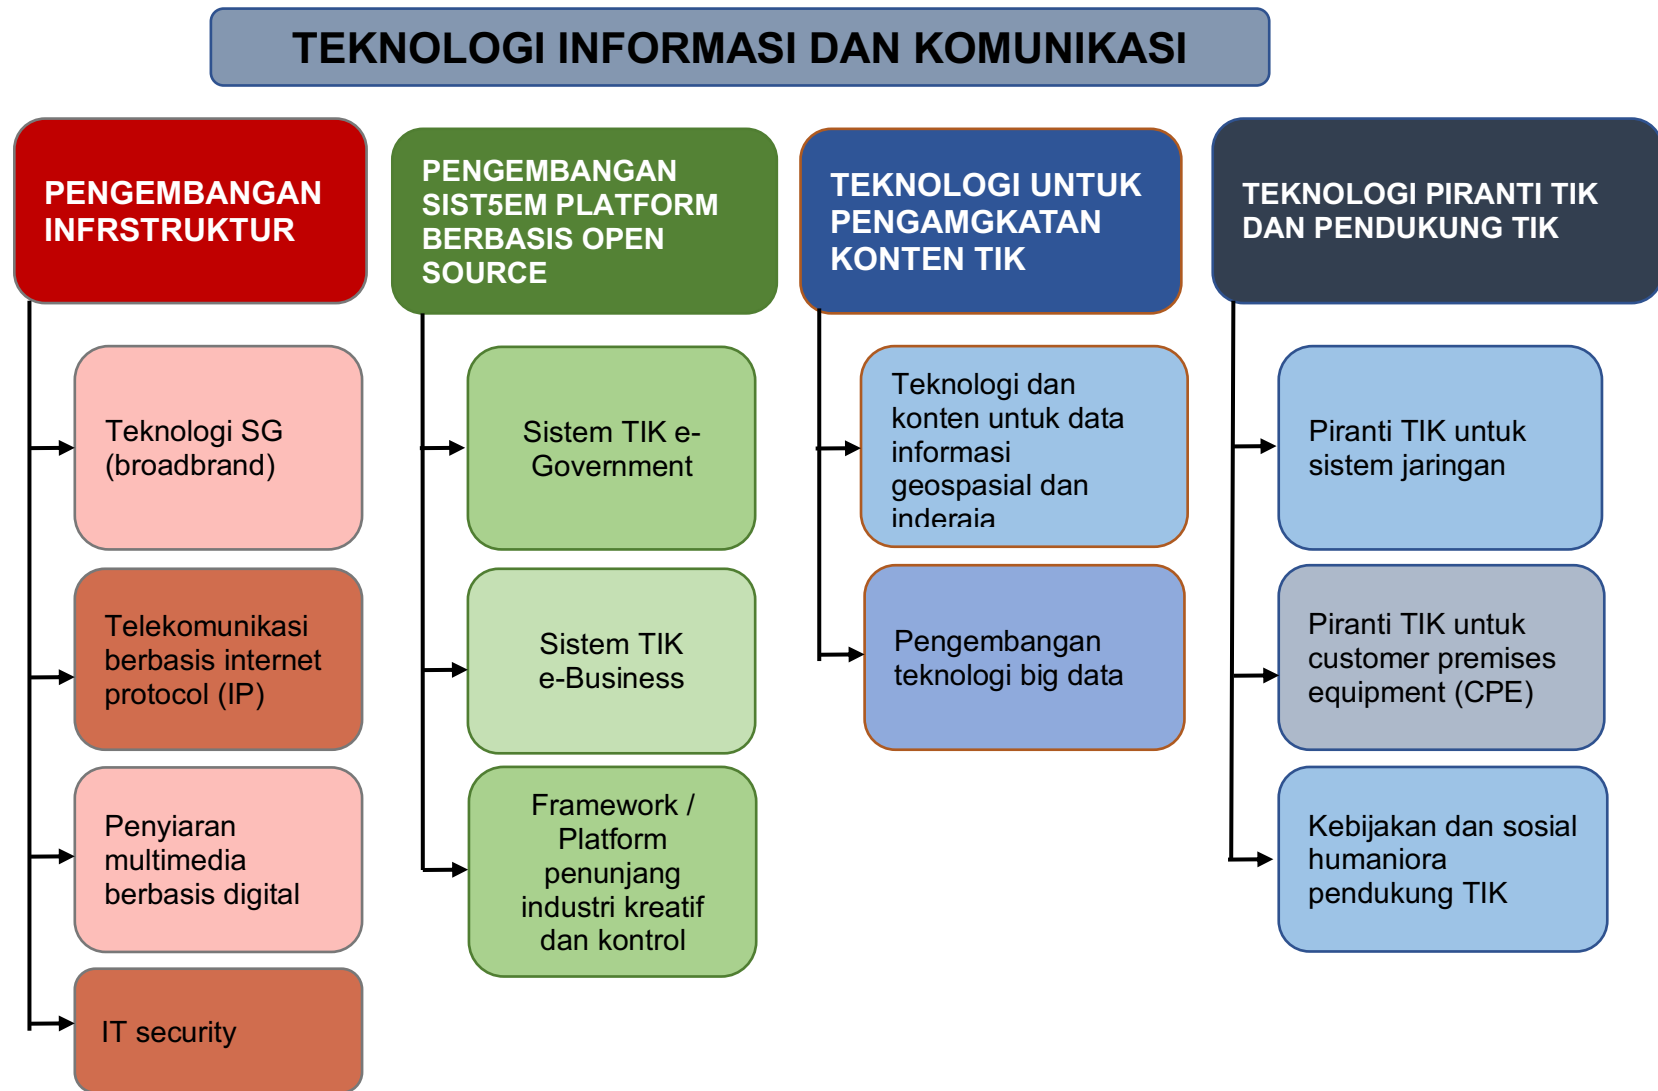 TEKNOLOGI INFORMASI DAN KOMUNIKASI
PENGEMBANGAN
INFRSTRUKTUR
Teknologi SG
(broadbrand)
Telekomunikasi
berbasis internet
protocol (IP)
Penyiaran
multimedia
berbasis digital
IT security
PENGEMBANGAN
SIST5EM PLATFORM
BERBASIS OPEN
SOURCE
Sistem TIK e-
Government
Sistem TIK
e-Business
Framework /
Platform
penunjang
industri kreatif
dan kontrol
TEKNOLOGI UNTUK
PENGAMGKATAN
KONTEN TIK
Teknologi dan
konten untuk data
informasi
geospasial dan
inderaja
Pengembangan
teknologi big data
TEKNOLOGI PIRANTI TIK
DAN PENDUKUNG TIK
Piranti TIK untuk
sistem jaringan
Piranti TIK untuk
customer premises
equipment (CPE)
Kebijakan dan sosial
humaniora
pendukung TIK